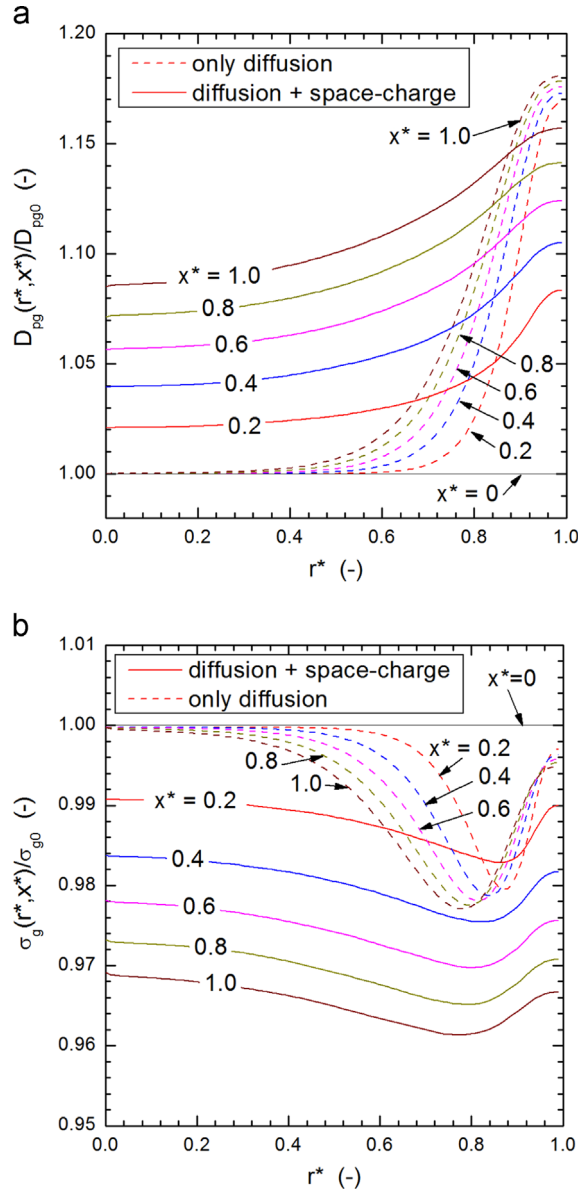 a
1.20
only diffusion
diffusion + space-charge
1.15
x* = 1.0
D_pg(r*,x*)/D_pg0 (-)
1.10
x* = 1.0
0.8
0.6
0.8
1.05
0.4
0.6
0.2
0.4
0.2
1.00
x* = 0
0.0 0.2 0.4 0.6 0.8 1.0
r* (-)
b
1.01
diffusion + space-charge
only diffusion
x*=0
1.00
x* = 0.2
0.8
0.4
1.0
0.6
0.99
x* = 0.2
σ_g(r*,x*)/σ_g0 (-)
0.4
0.98
0.6
0.8
0.97
1.0
0.96
0.95
0.0 0.2 0.4 0.6 0.8 1.0
r* (-)